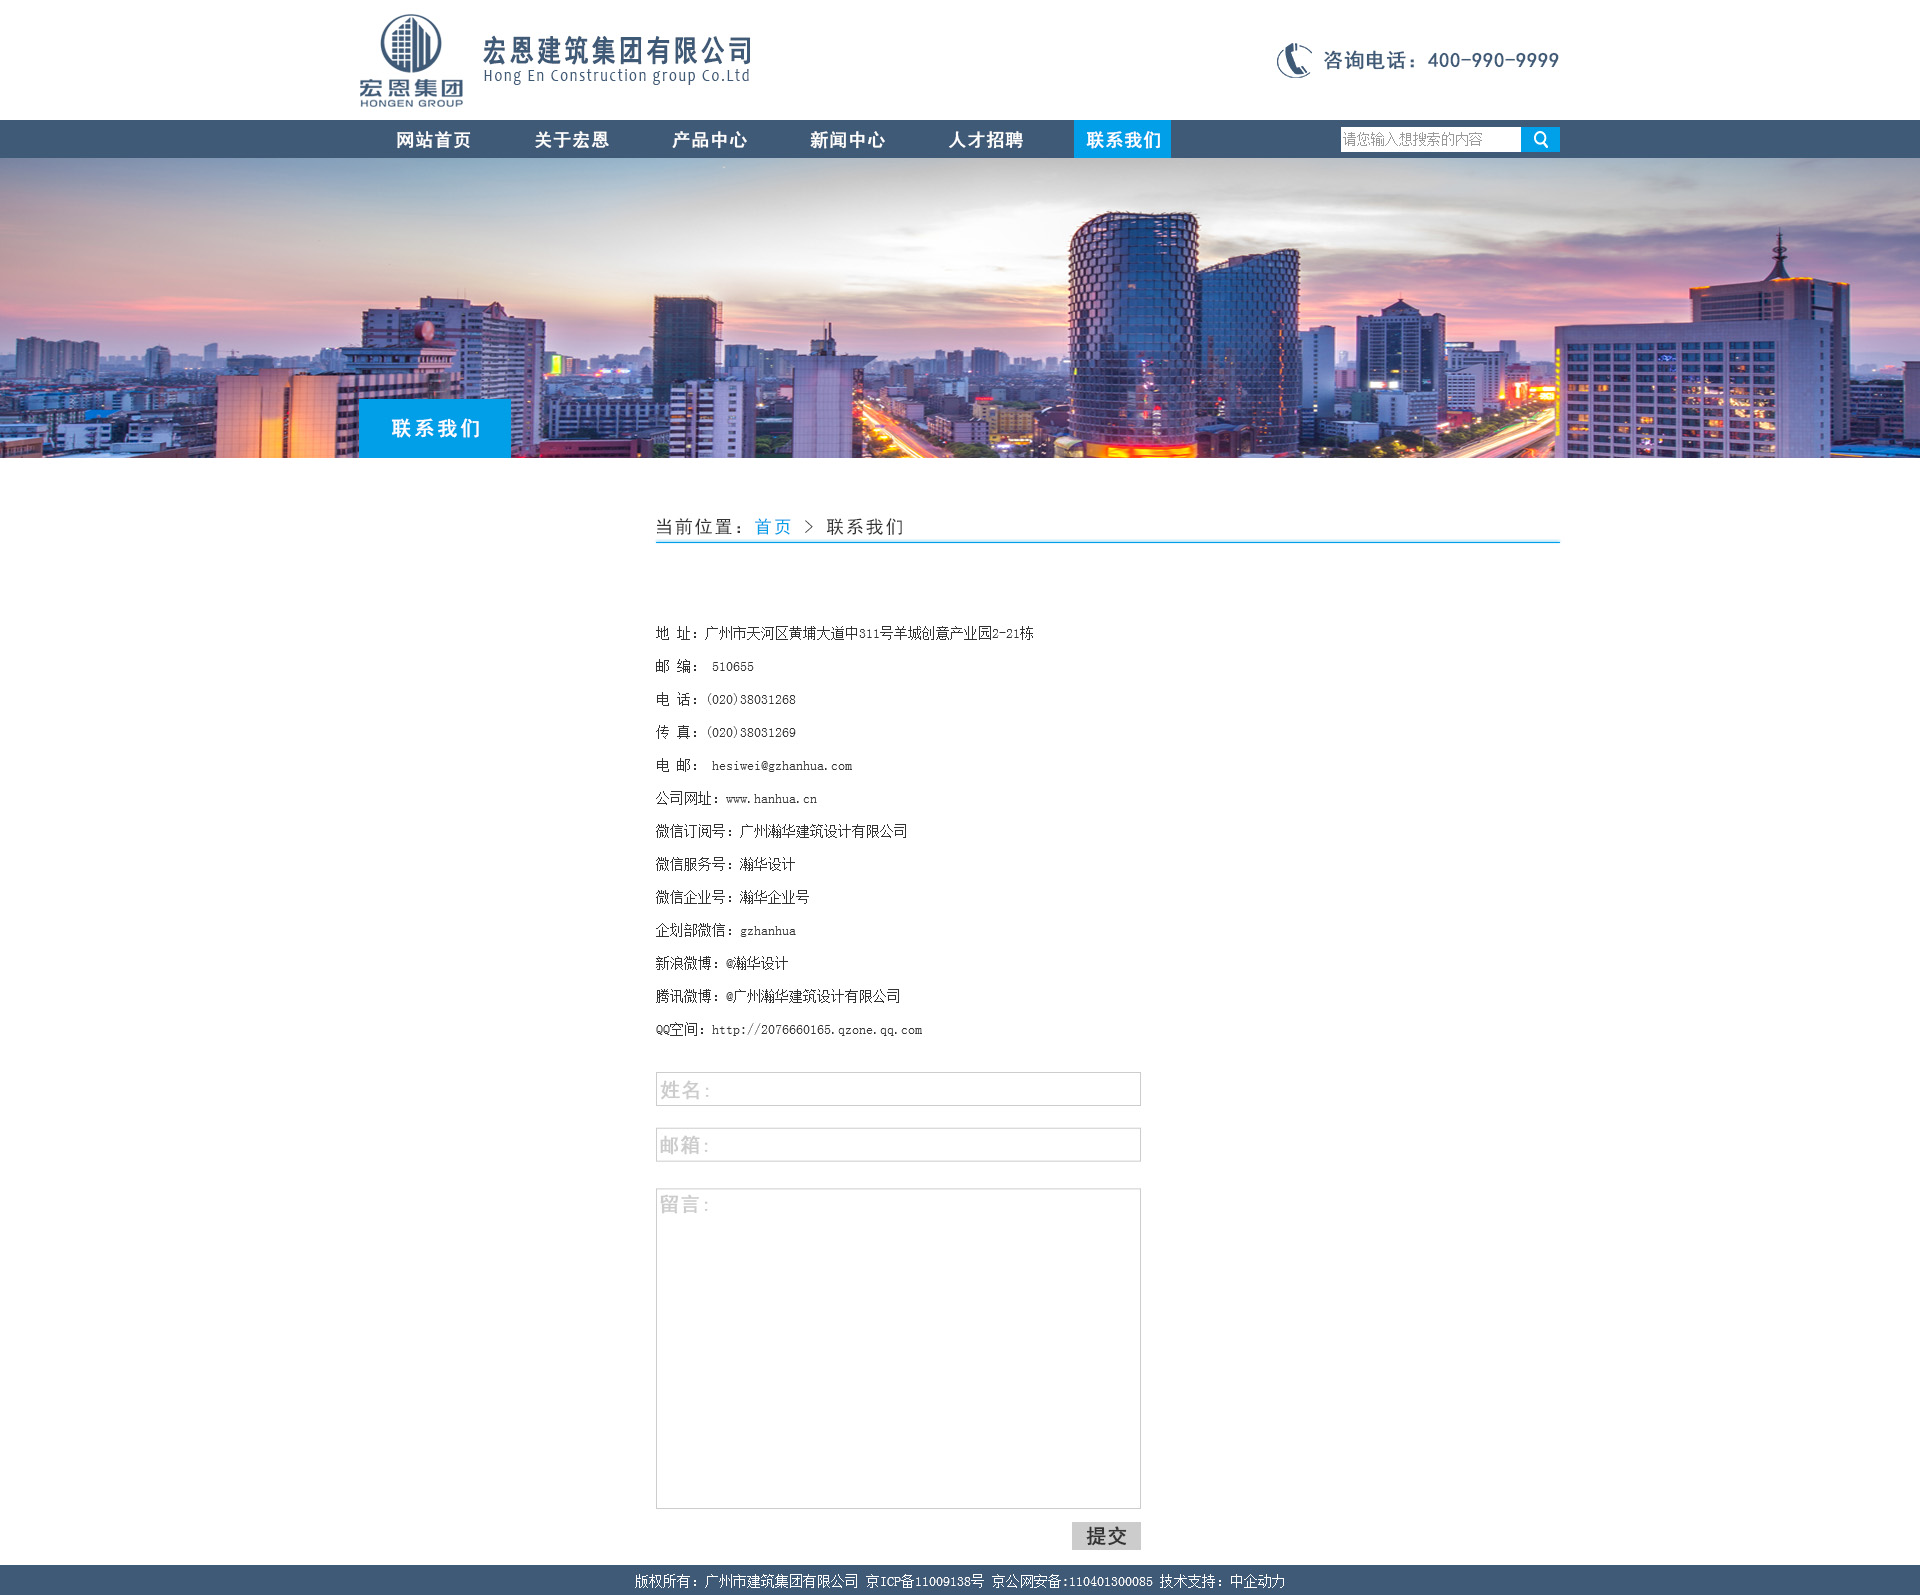 宏恩集团
HONGEN GROUP
宏恩建筑集团有限公司
Hong En Construction group Co.Ltd
咨询电话：400-990-9999
网站首页 关于宏恩 产品中心 新闻中心 人才招聘 联系我们 请您输入想搜索的内容
联系我们
当前位置：首页 > 联系我们
地 址：广州市天河区黄埔大道中311号羊城创意产业园2-21栋
邮 编： 510655
电 话：(020)38031268
传 真：(020)38031269
电 邮： hesiwei@gzhanhua.com
公司网址：www.hanhua.cn
微信订阅号：广州瀚华建筑设计有限公司
微信服务号：瀚华设计
微信企业号：瀚华企业号
企划部微信：gzhanhua
新浪微博：@瀚华设计
腾讯微博：@广州瀚华建筑设计有限公司
QQ空间：http://2076660165.qzone.qq.com
姓名：
邮箱：
留言：
提交
版权所有：广州市建筑集团有限公司 京ICP备11009138号 京公网安备:110401300085 技术支持：中企动力